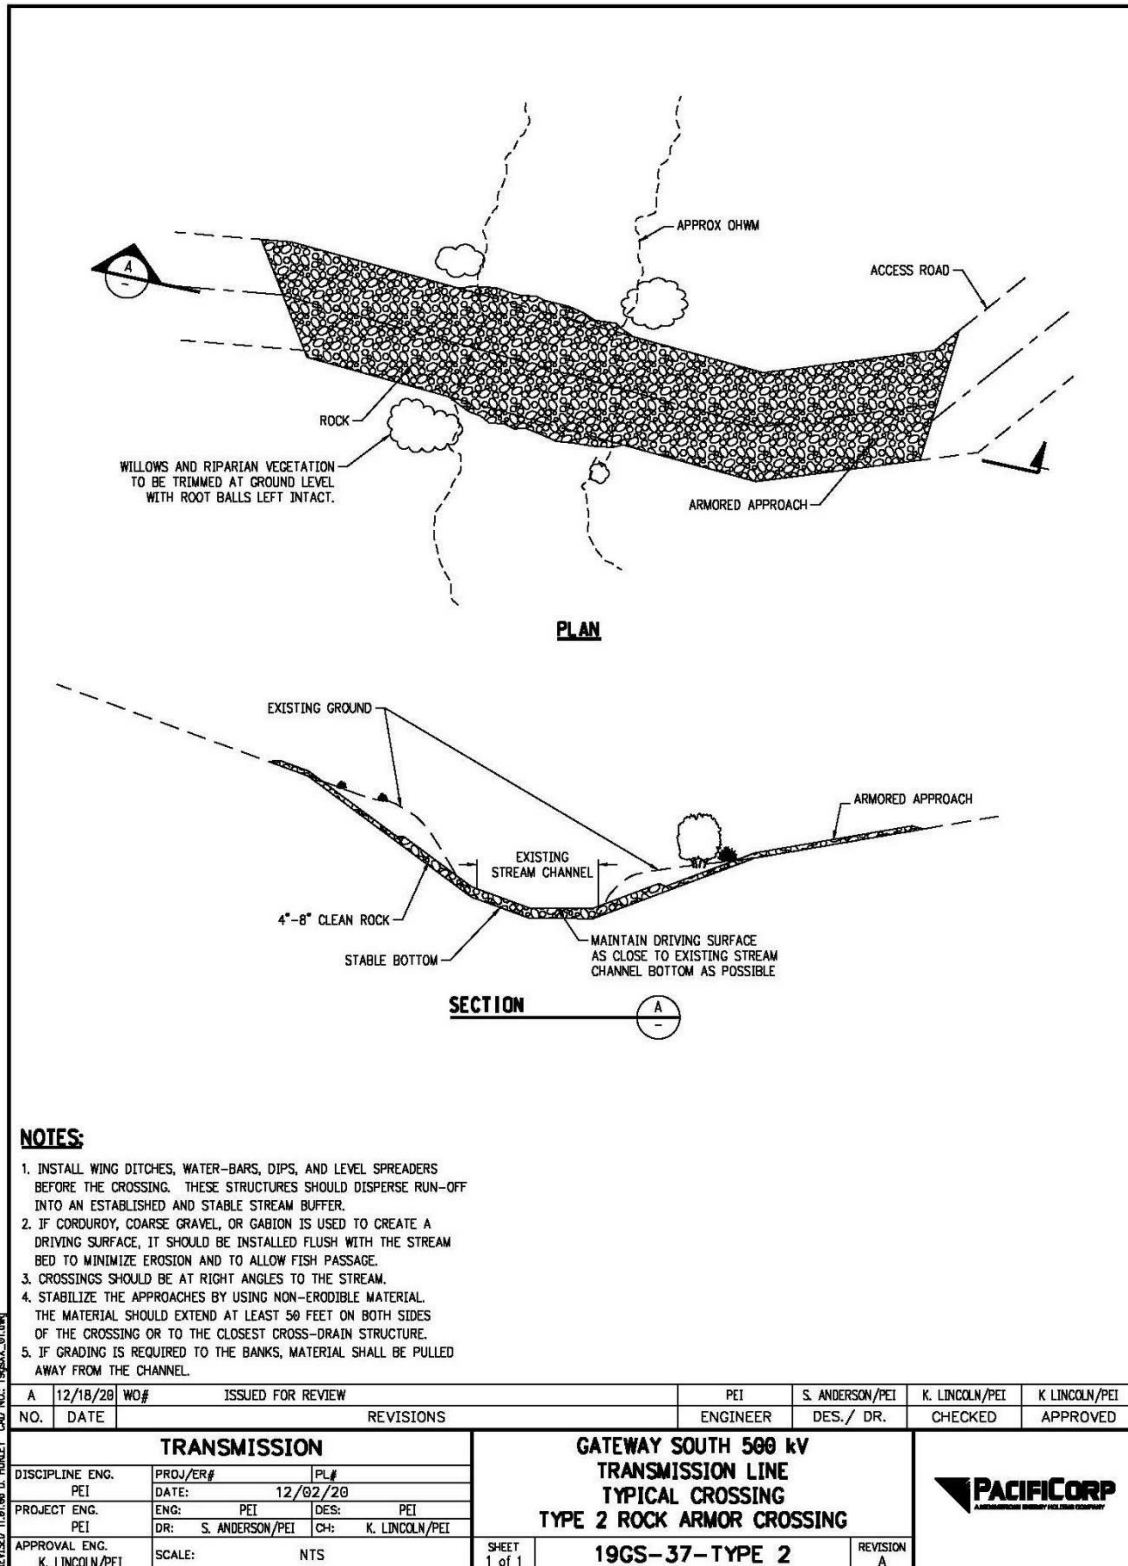 APPROX OHWM
A
-
ACCESS ROAD
ROCK
WILLOWS AND RIPARIAN VEGETATION
TO BE TRIMMED AT GROUND LEVEL
WITH ROOT BALLS LEFT INTACT.
ARMORED APPROACH
PLAN
EXISTING GROUND
ARMORED APPROACH
EXISTING
STREAM CHANNEL
4"-8" CLEAN ROCK
STABLE BOTTOM
MAINTAIN DRIVING SURFACE
AS CLOSE TO EXISTING STREAM
CHANNEL BOTTOM AS POSSIBLE
SECTION
A
-
NOTES:
1. INSTALL WING DITCHES, WATER-BARS, DIPS, AND LEVEL SPREADERS
BEFORE THE CROSSING. THESE STRUCTURES SHOULD DISPERSE RUN-OFF
INTO AN ESTABLISHED AND STABLE STREAM BUFFER.
2. IF CORDUROY, COARSE GRAVEL, OR GABION IS USED TO CREATE A
DRIVING SURFACE, IT SHOULD BE INSTALLED FLUSH WITH THE STREAM
BED TO MINIMIZE EROSION AND TO ALLOW FISH PASSAGE.
3. CROSSINGS SHOULD BE AT RIGHT ANGLES TO THE STREAM.
4. STABILIZE THE APPROACHES BY USING NON-ERODIBLE MATERIAL.
THE MATERIAL SHOULD EXTEND AT LEAST 50 FEET ON BOTH SIDES
OF THE CROSSING OR TO THE CLOSEST CROSS-DRAIN STRUCTURE.
5. IF GRADING IS REQUIRED TO THE BANKS, MATERIAL SHALL BE PULLED
AWAY FROM THE CHANNEL.
A 12/18/20 WO# ISSUED FOR REVIEW PEI S. ANDERSON/PEI K. LINCOLN/PEI K LINCOLN/PEI
NO. DATE REVISIONS ENGINEER DES./ DR. CHECKED APPROVED
TRANSMISSION
DISCIPLINE ENG.
PEI
PROJ/ER# PL#
DATE: 12/02/20
PROJECT ENG.
PEI
ENG: PEI DES: PEI
DR: S. ANDERSON/PEI CH: K. LINCOLN/PEI
APPROVAL ENG.
K. LINCOLN/PEI
SCALE: NTS
GATEWAY SOUTH 500 kV
TRANSMISSION LINE
TYPICAL CROSSING
TYPE 2 ROCK ARMOR CROSSING
SHEET
1 of 1
19GS-37-TYPE 2
REVISION
A
PACIFICORP
A MIDAMERICAN ENERGY HOLDINGS COMPANY